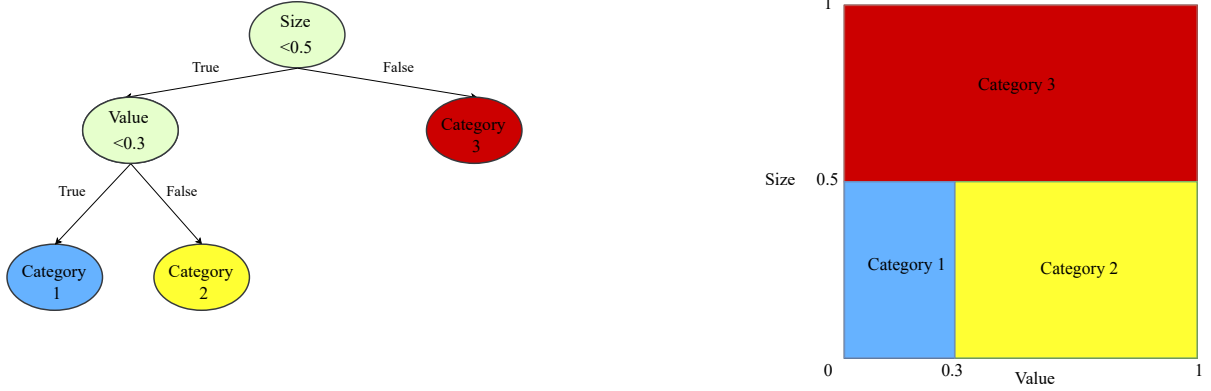 Size
<0.5
True
False
Value
<0.3
Category
3
True
False
Category
1
Category
2
1
Category 3
Size
0.5
Category 1
Category 2
0
0.3
Value
1